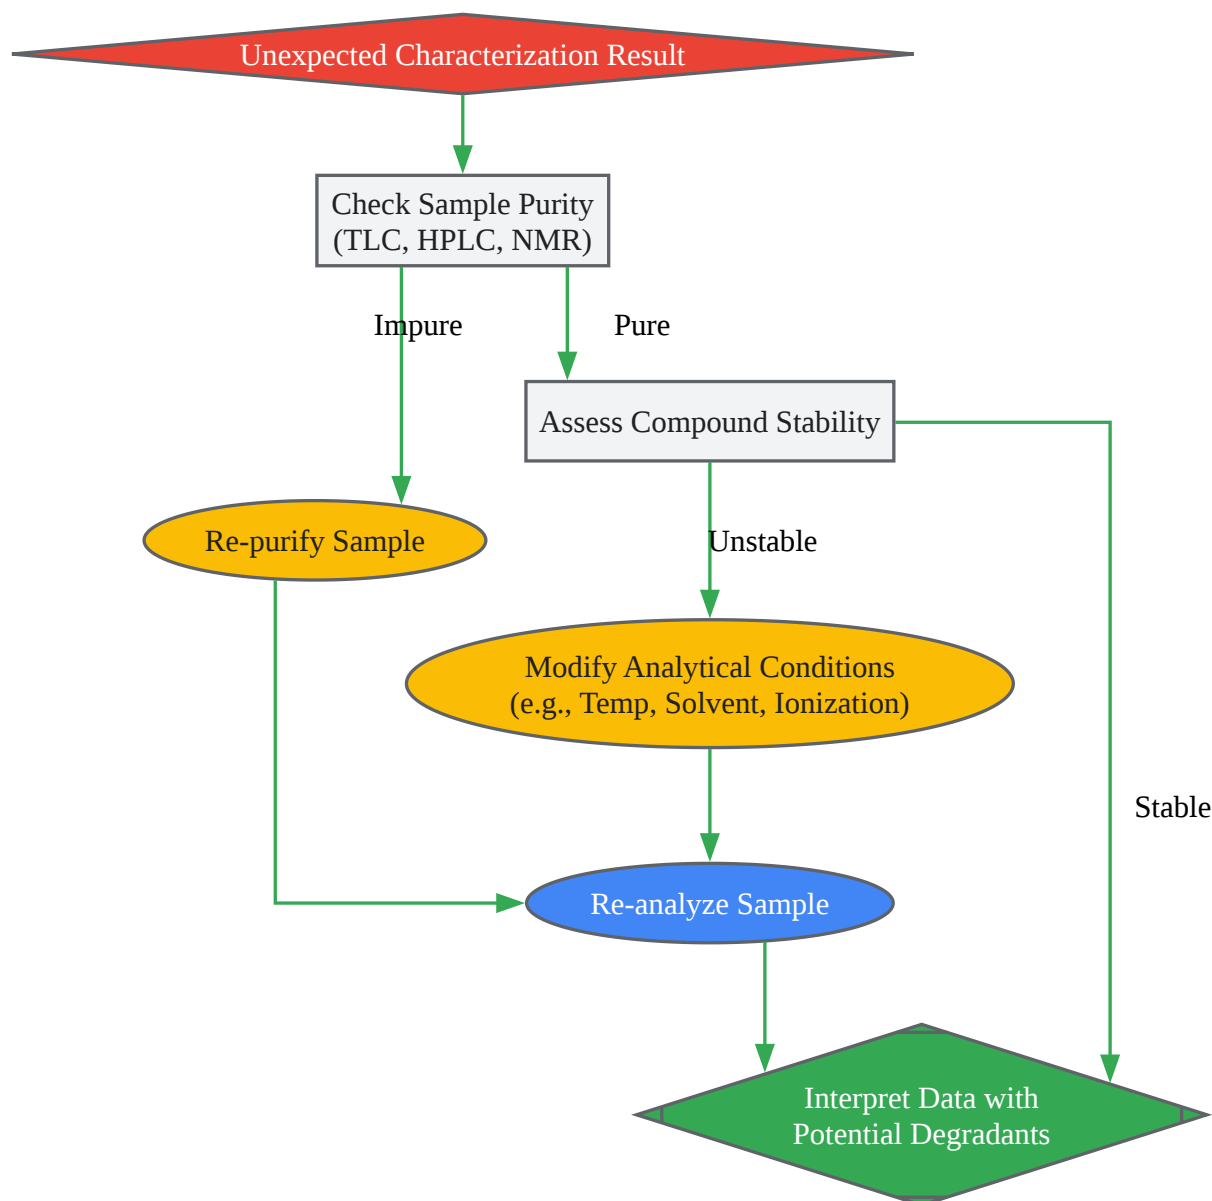 Unexpected Characterization Result
Check Sample Purity
(TLC, HPLC, NMR)
Impure
Pure
Assess Compound Stability
Re-purify Sample
Unstable
Modify Analytical Conditions
(e.g., Temp, Solvent, Ionization)
Stable
Re-analyze Sample
Interpret Data with
Potential Degradants